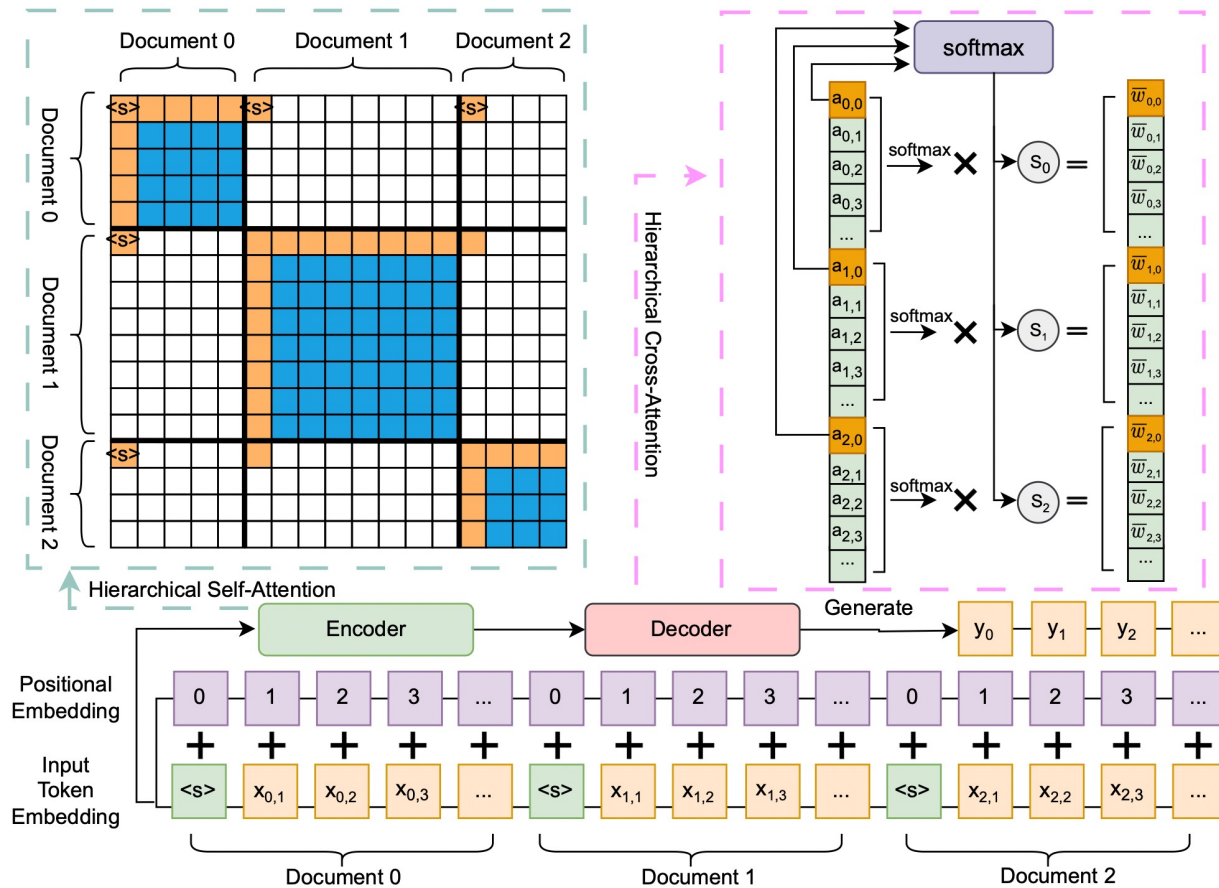 Document 0
Document 1
Document 2
<s>
<s>
<s>
Document 0
<s>
Document 1
<s>
Document 2
Hierarchical Self-Attention
softmax
a0,0
a0,1
a0,2
a0,3
...
softmax
S0
=
w̅0,0
w̅0,1
w̅0,2
w̅0,3
...
a1,0
a1,1
a1,2
a1,3
...
softmax
S1
=
w̅1,0
w̅1,1
w̅1,2
w̅1,3
...
a2,0
a2,1
a2,2
a2,3
...
softmax
S2
=
w̅2,0
w̅2,1
w̅2,2
w̅2,3
...
Hierarchical Cross-Attention
Encoder
Decoder
Generate
y0
y1
y2
...
Positional
Embedding
0 1 2 3 ... 0 1 2 3 ... 0 1 2 3 ...
+ + + + + + + + + + + + + + +
Input
Token
Embedding
<s> x0,1 x0,2 x0,3 ... <s> x1,1 x1,2 x1,3 ... <s> x2,1 x2,2 x2,3 ...
Document 0
Document 1
Document 2